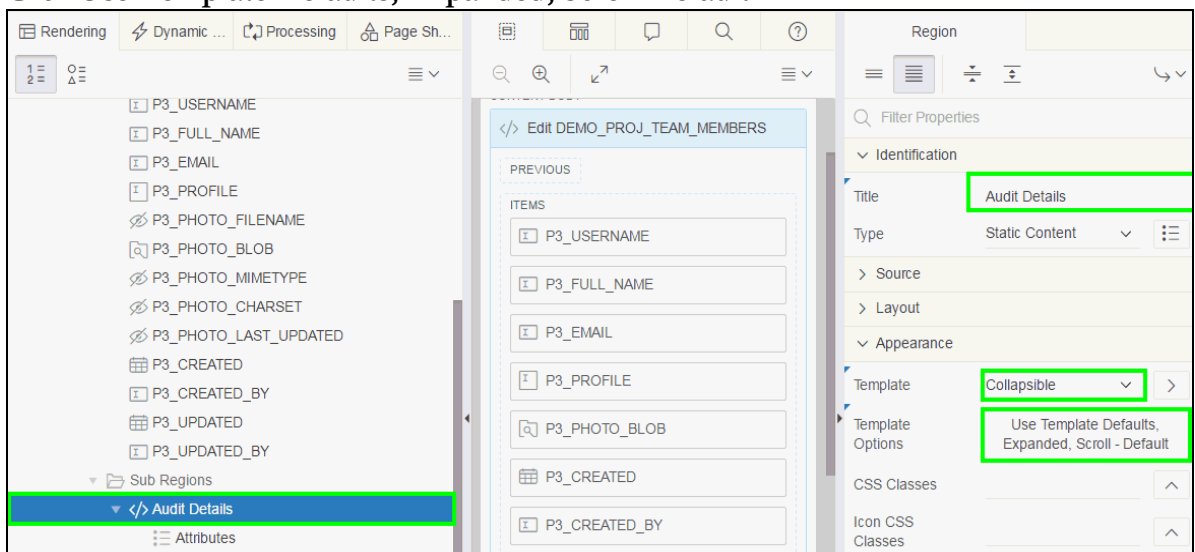 Rendering
Dynamic ...
Processing
Page Sh...
P3_USERNAME
P3_FULL_NAME
P3_EMAIL
P3_PROFILE
P3_PHOTO_FILENAME
P3_PHOTO_BLOB
P3_PHOTO_MIMETYPE
P3_PHOTO_CHARSET
P3_PHOTO_LAST_UPDATED
P3_CREATED
P3_CREATED_BY
P3_UPDATED
P3_UPDATED_BY
Sub Regions
</> Audit Details
Attributes
</> Edit DEMO_PROJ_TEAM_MEMBERS
PREVIOUS
ITEMS
P3_USERNAME
P3_FULL_NAME
P3_EMAIL
P3_PROFILE
P3_PHOTO_BLOB
P3_CREATED
P3_CREATED_BY
Region
Filter Properties
Identification
Title Audit Details
Type Static Content
Source
Layout
Appearance
Template Collapsible
Template Options
Use Template Defaults,
Expanded, Scroll - Default
CSS Classes
Icon CSS
Classes